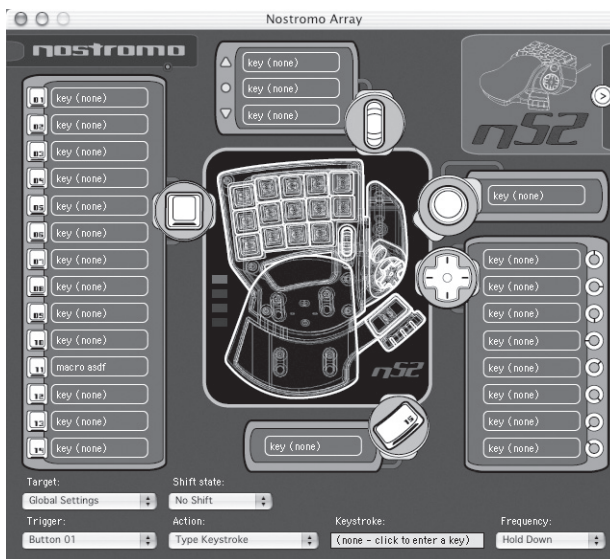 Nostromo Array
nostromo
key (none)
key (none)
key (none)
01 key (none)
02 key (none)
03 key (none)
04 key (none)
05 key (none)
06 key (none)
07 key (none)
08 key (none)
09 key (none)
10 key (none)
11 macro asdf
12 key (none)
13 key (none)
14 key (none)
n52
key (none)
key (none)
key (none)
key (none)
key (none)
key (none)
key (none)
key (none)
key (none)
n52
15
key (none)
Target:
Shift state:
Global Settings
No Shift
Trigger:
Action:
Keystroke:
Frequency:
Button 01
Type Keystroke
(none - click to enter a key)
Hold Down